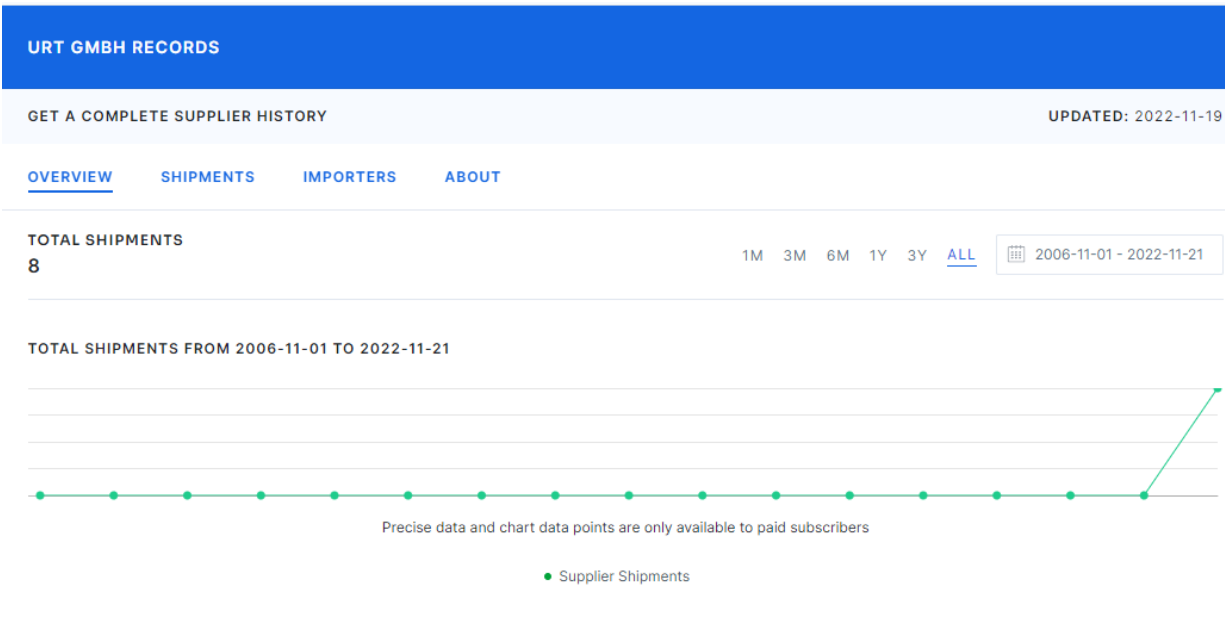 URT GMBH RECORDS
GET A COMPLETE SUPPLIER HISTORY UPDATED: 2022-11-19
OVERVIEW SHIPMENTS IMPORTERS ABOUT
TOTAL SHIPMENTS
8
1M 3M 6M 1Y 3Y ALL 2006-11-01 - 2022-11-21
TOTAL SHIPMENTS FROM 2006-11-01 TO 2022-11-21
Precise data and chart data points are only available to paid subscribers
Supplier Shipments